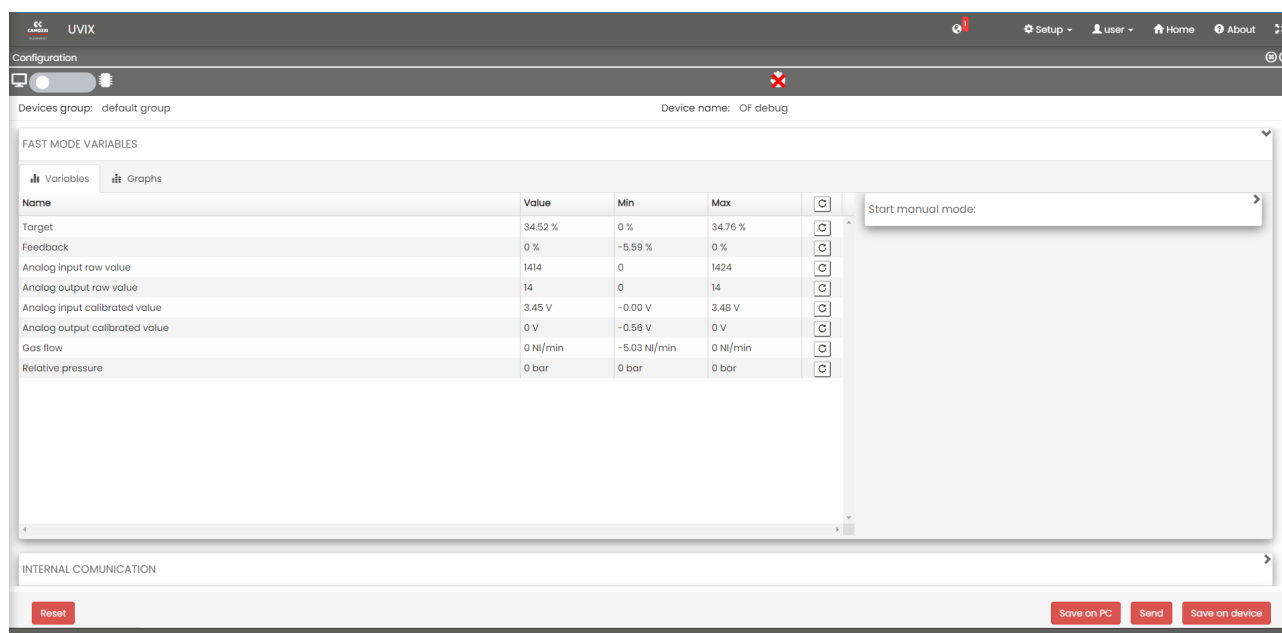 CAMOZZI UVIX 1 Setup user Home About
Configuration
Devices group: default group Device name: OF debug
FAST MODE VARIABLES
Variables Graphs
Name Value Min Max
Start manual mode:
Target 34.52 % 0 % 34.76 %
Feedback 0 % -5.59 % 0 %
Analog input raw value 1414 0 1424
Analog output raw value 14 0 14
Analog input calibrated value 3.45 V -0.00 V 3.48 V
Analog output calibrated value 0 V -0.56 V 0 V
Gas flow 0 Nl/min -5.03 Nl/min 0 Nl/min
Relative pressure 0 bar 0 bar 0 bar
INTERNAL COMUNICATION
Reset Save on PC Send Save on device